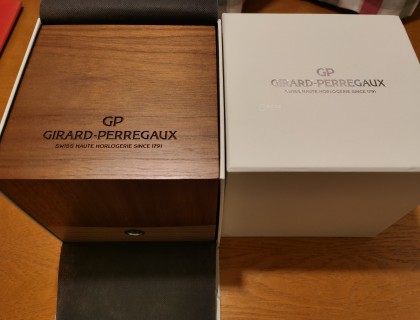 GP
GIRARD-PERREGAUX
SWISS HAUTE HORLOGERIE SINCE 1791
GP
GIRARD-PERREGAUX
SWISS HAUTE HORLOGERIE SINCE 1791